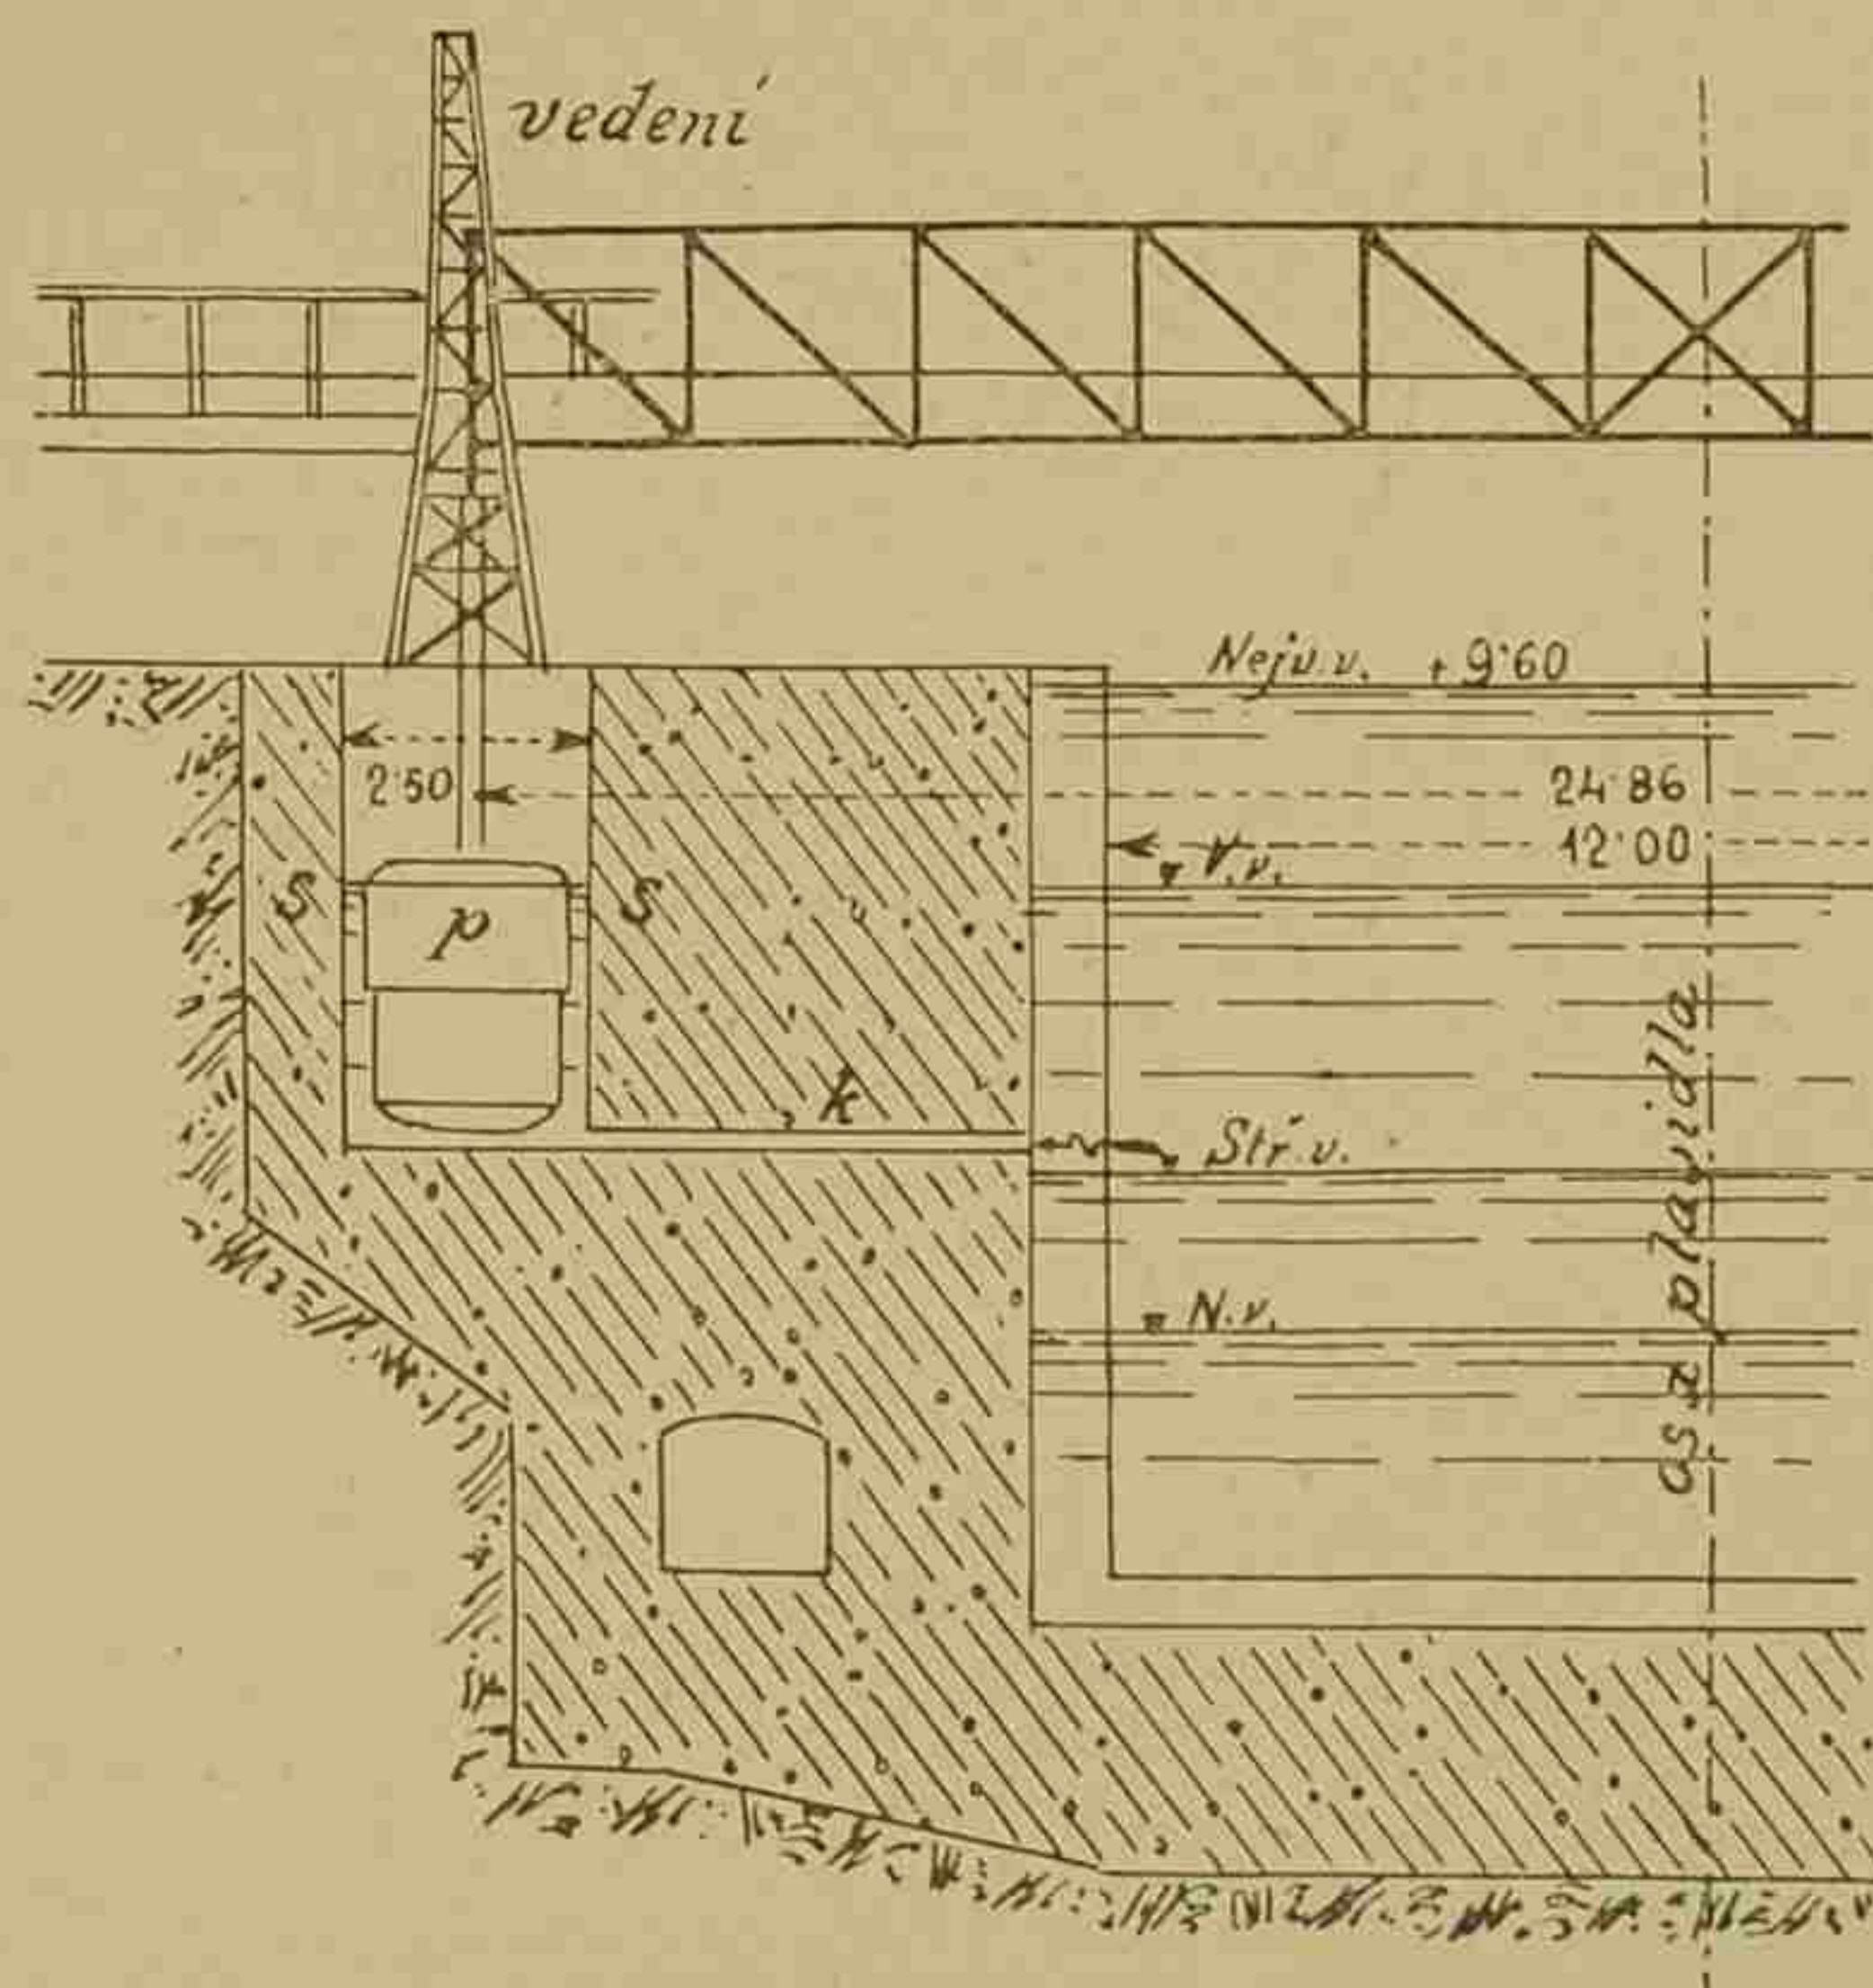 vedení
Nejv.v. +9·60
2·50
24·86
12·00
V.v.
s
p
s
k
Stř.v.
N.v.
osa plavidla